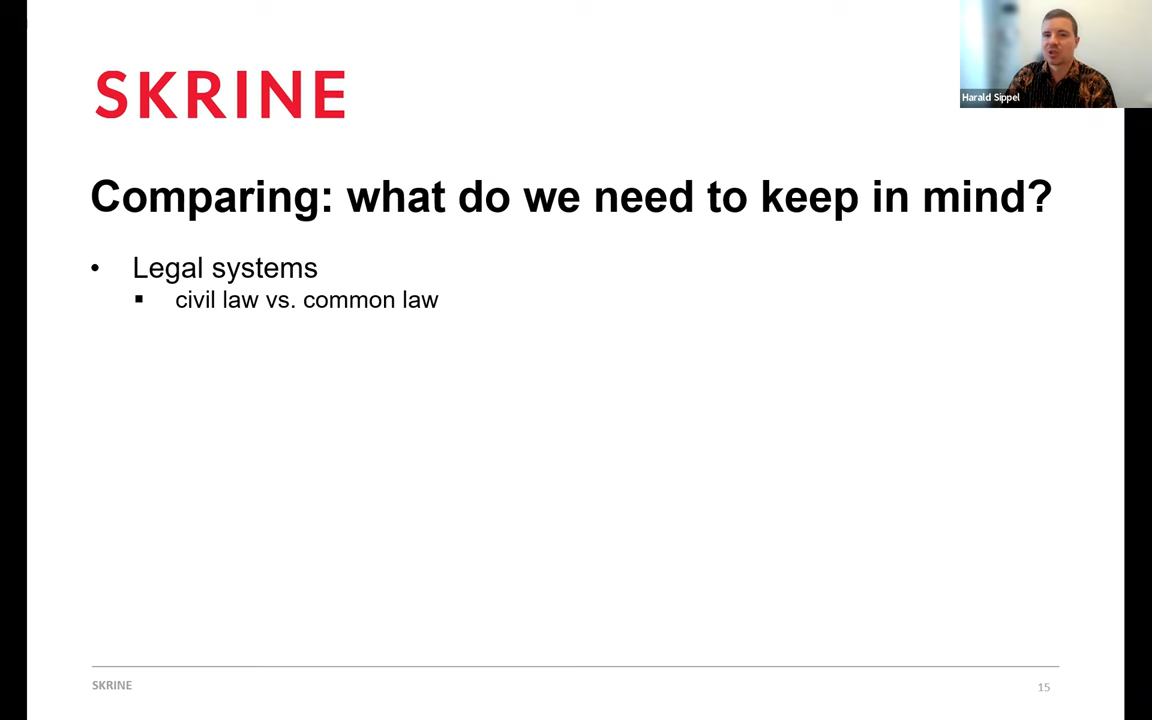 SKRINE
Harald Sippel
Comparing: what do we need to keep in mind?
• Legal systems
▪ civil law vs. common law
SKRINE
15